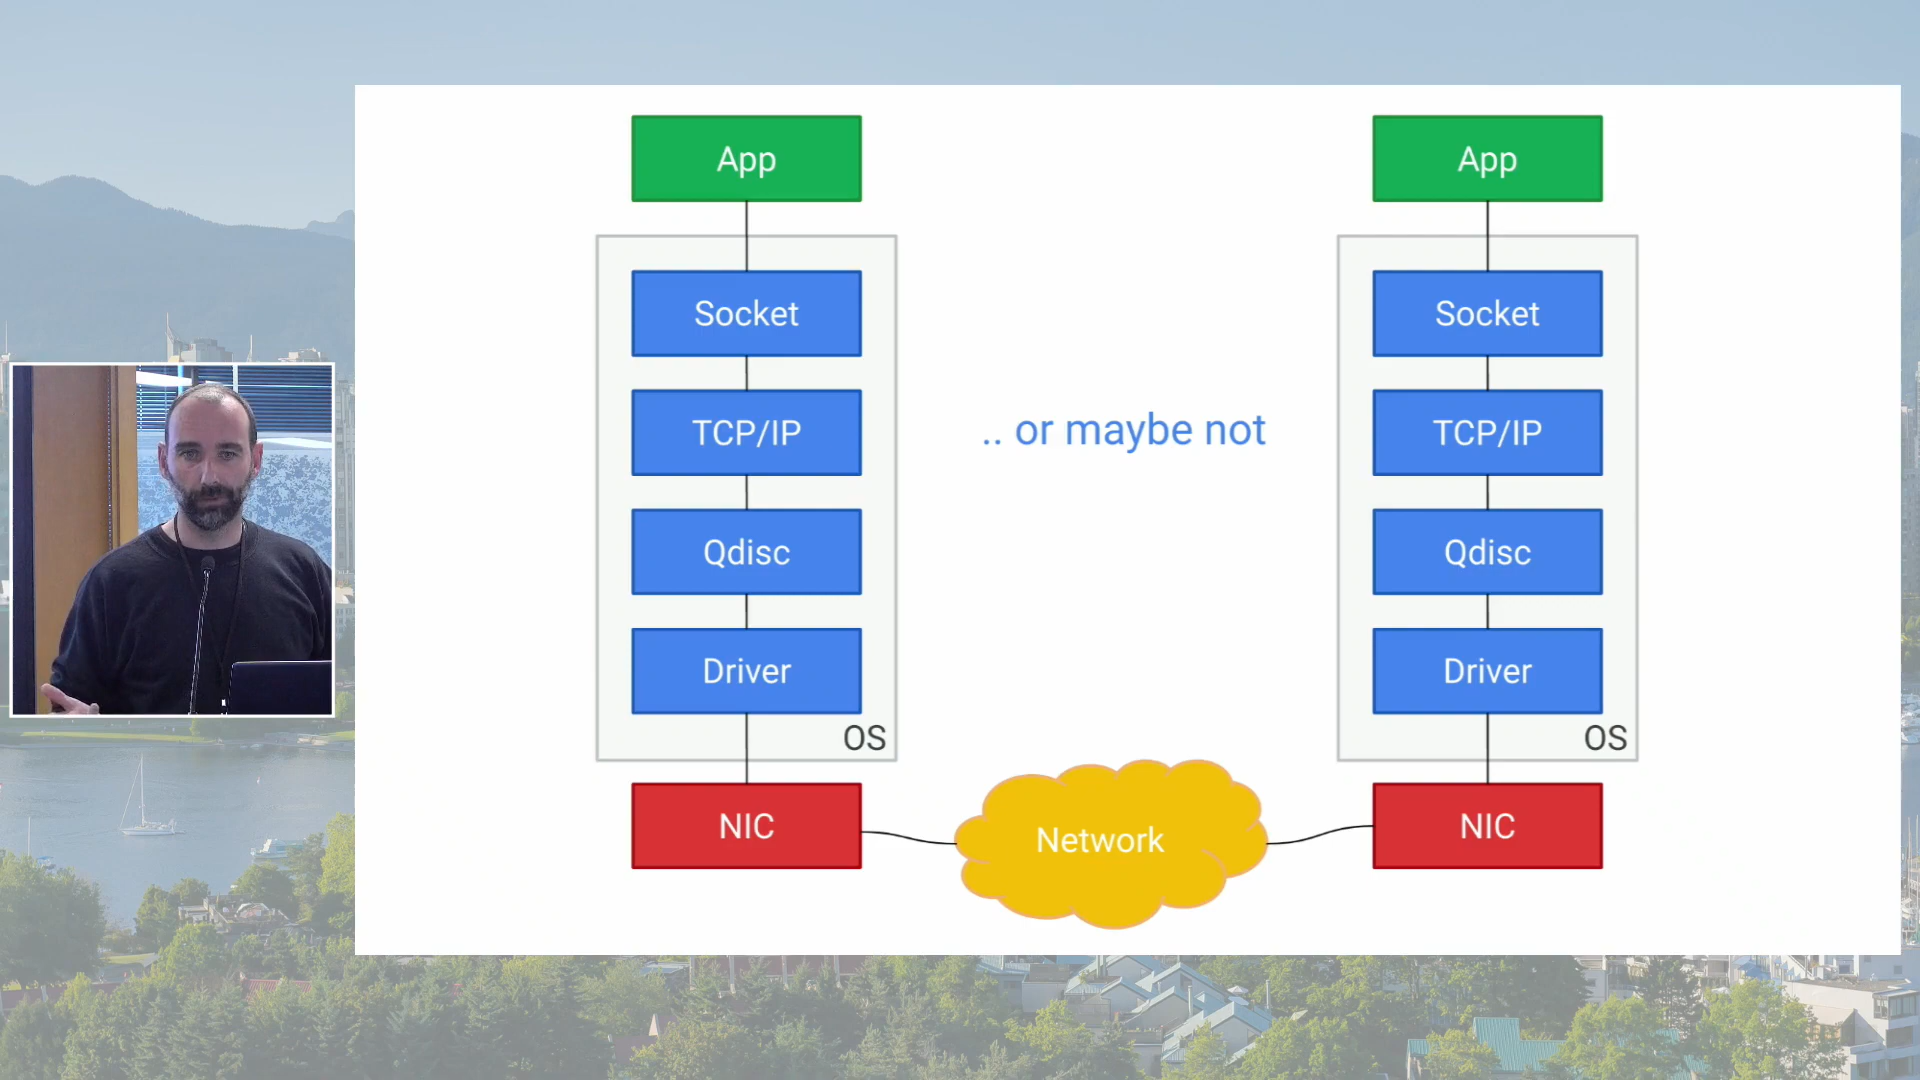 App
Socket
TCP/IP
Qdisc
Driver
OS
NIC
.. or maybe not
Network
App
Socket
TCP/IP
Qdisc
Driver
OS
NIC